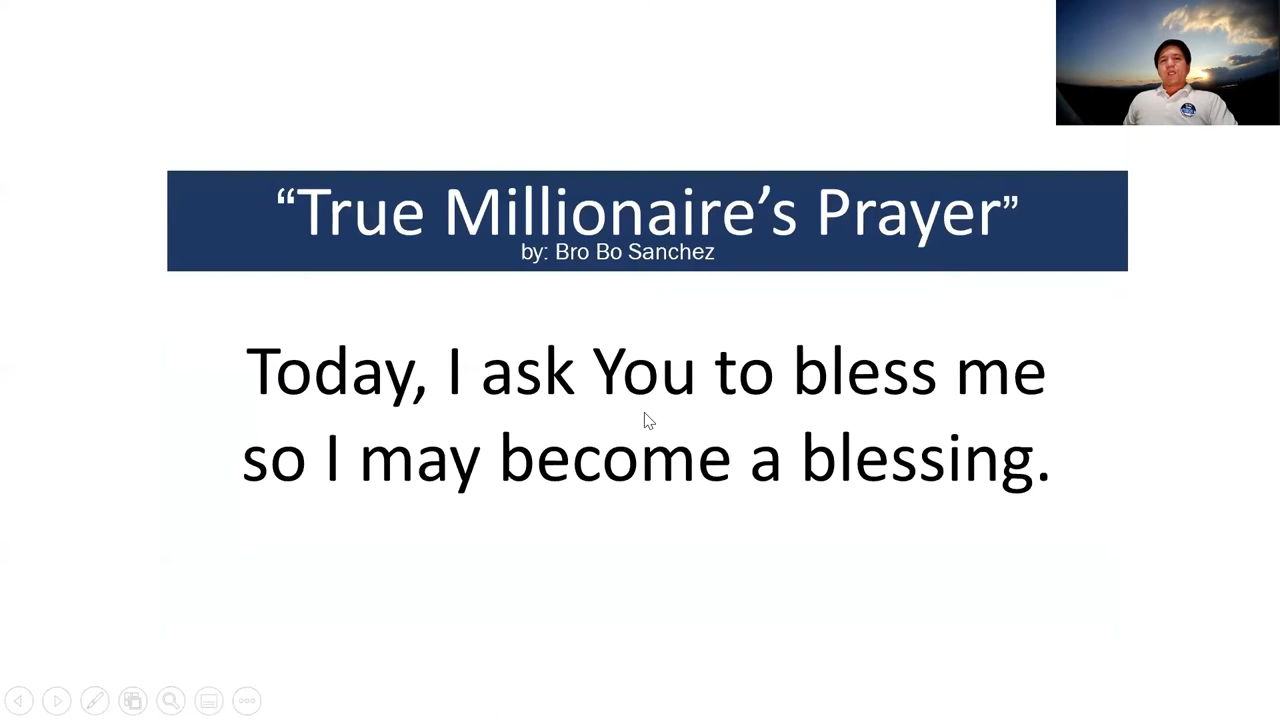 “True Millionaire’s Prayer”
by: Bro Bo Sanchez
Today, I ask You to bless me
so I may become a blessing.